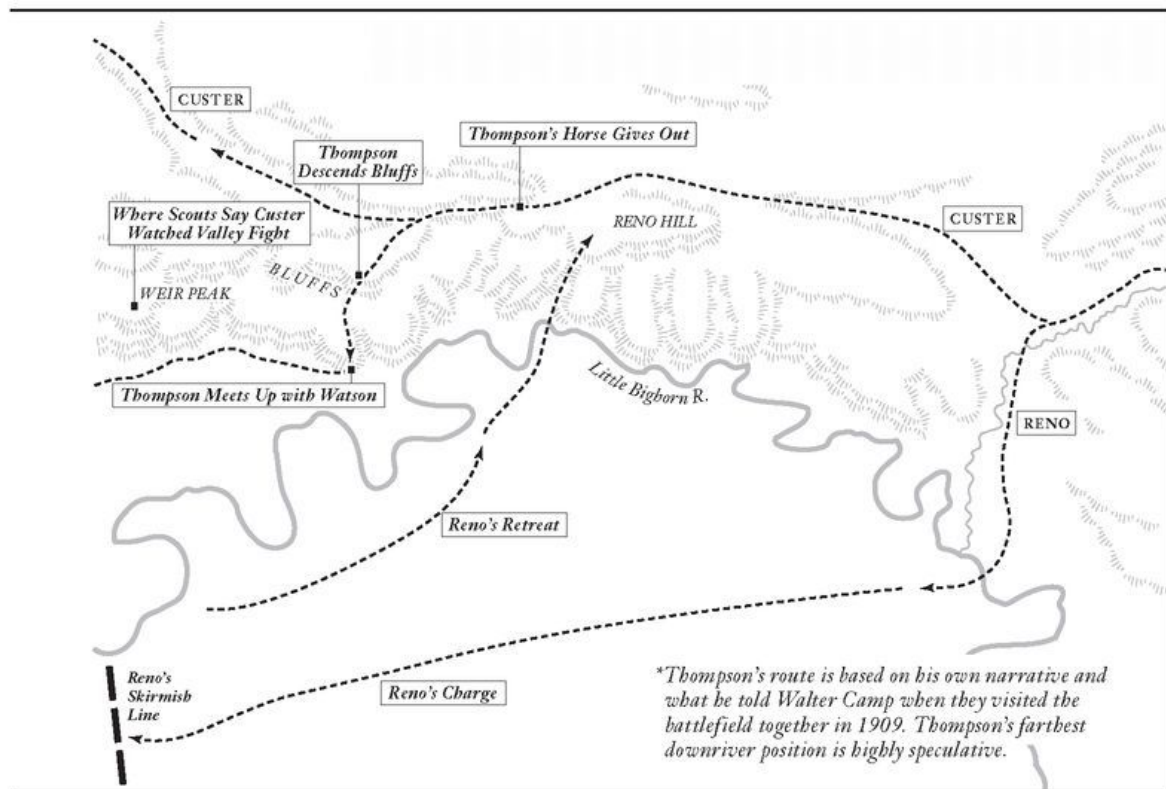 CUSTER
Thompson's Horse Gives Out
Thompson
Descends Bluffs
Where Scouts Say Custer
Watched Valley Fight
RENO HILL
CUSTER
BLUFFS
WEIR PEAK
Thompson Meets Up with Watson
Little Bighorn R.
RENO
Reno's Retreat
Reno's
Skirmish
Line
Reno's Charge
*Thompson's route is based on his own narrative and
what he told Walter Camp when they visited the
battlefield together in 1909. Thompson's farthest
downriver position is highly speculative.